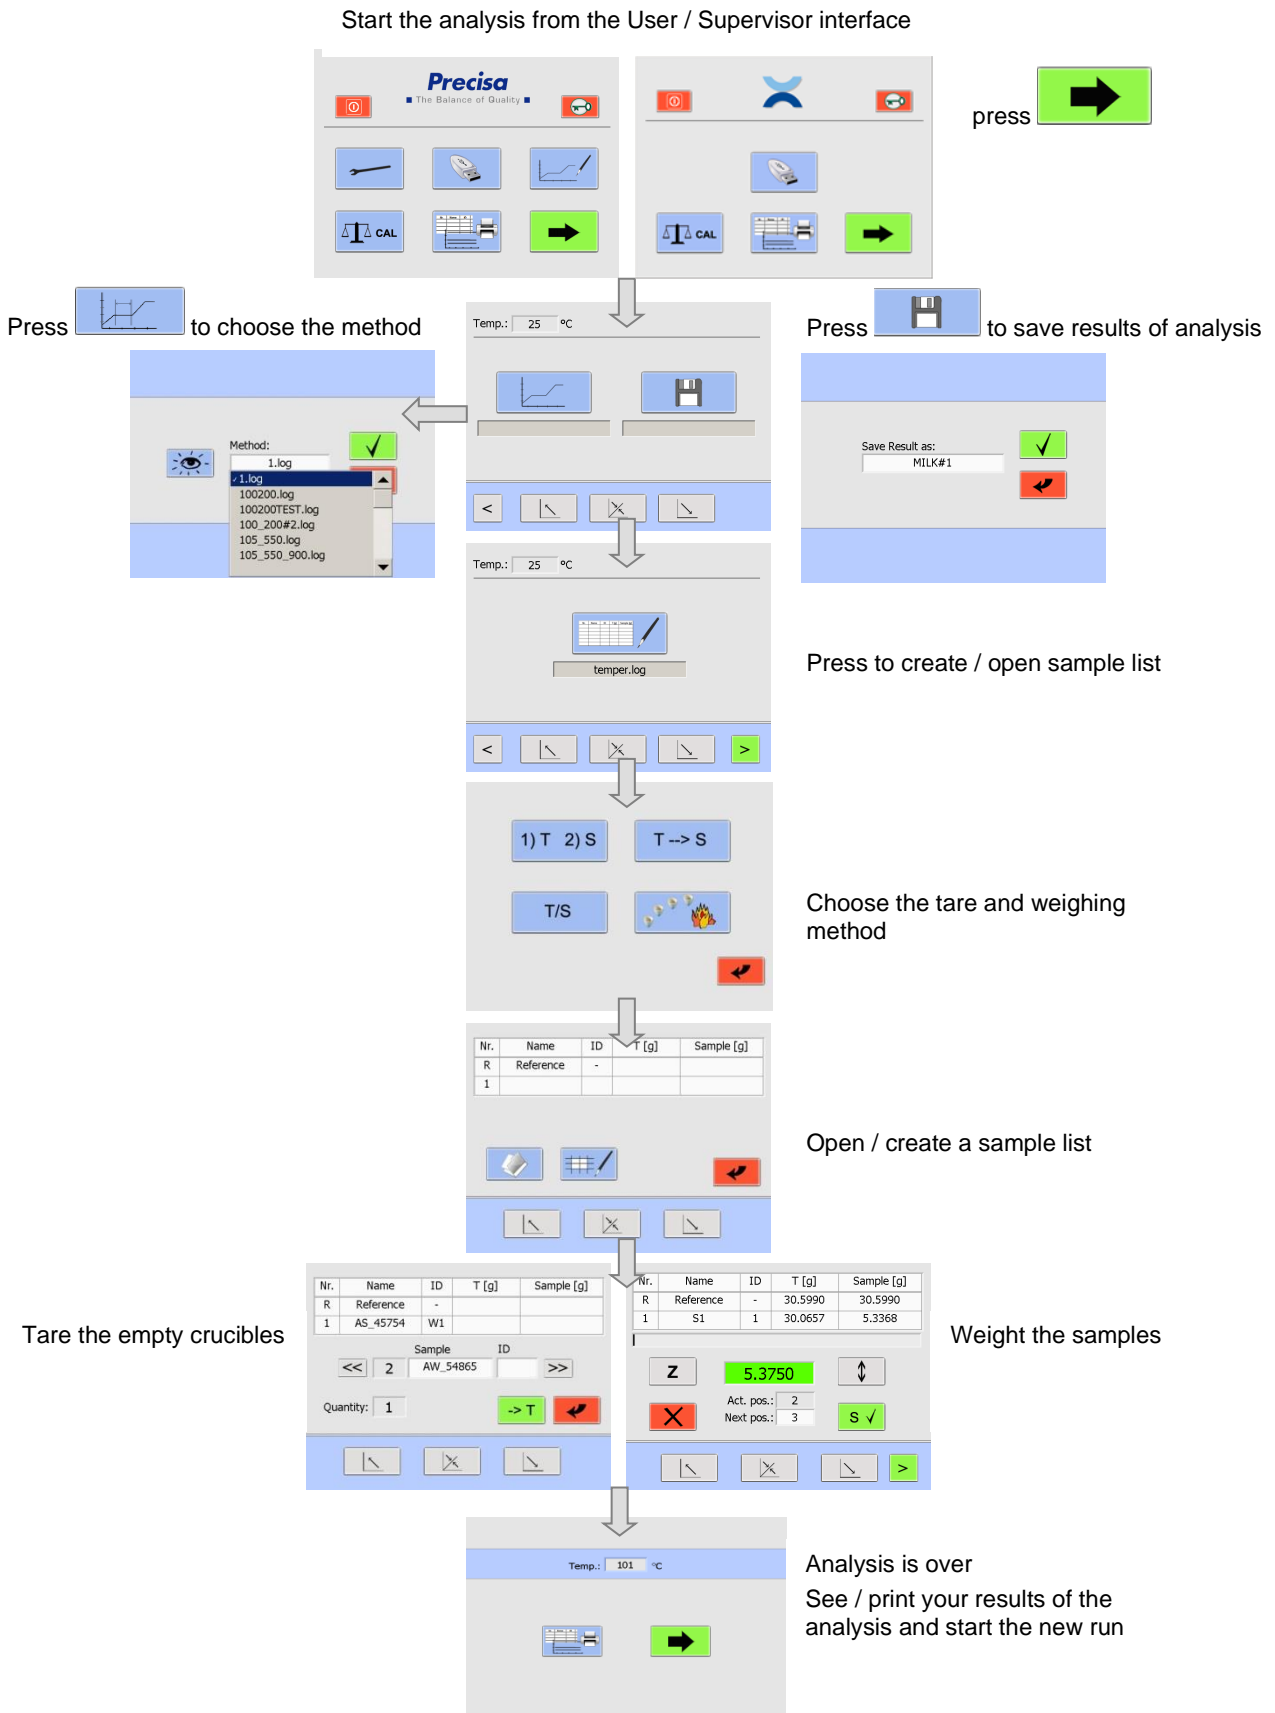 Start the analysis from the User / Supervisor interface
Precisa
The Balance of Quality
press
CAL
CAL
Press to choose the method
Temp.: 25 °C
Press to save results of analysis
Method:
1.log
1.log
100200.log
100200TEST.log
100_200#2.log
105_550.log
105_550_900.log
Save Result as:
MILK#1
<
Temp.: 25 °C
temper.log
Press to create / open sample list
< >
1) T 2) S T --> S
T/S
Choose the tare and weighing
method
Nr. Name ID T [g] Sample [g]
R Reference -
1
Open / create a sample list
Tare the empty crucibles
Nr. Name ID T [g] Sample [g]
R Reference -
1 AS_45754 W1
Sample ID
<< 2 AW_54865 >>
Quantity: 1 -> T
Nr. Name ID T [g] Sample [g]
R Reference - 30.5990 30.5990
1 S1 1 30.0657 5.3368
Z 5.3750
Act. pos.: 2
Next pos.: 3 S √
>
Weight the samples
Temp.: 101 °C
Analysis is over
See / print your results of the
analysis and start the new run